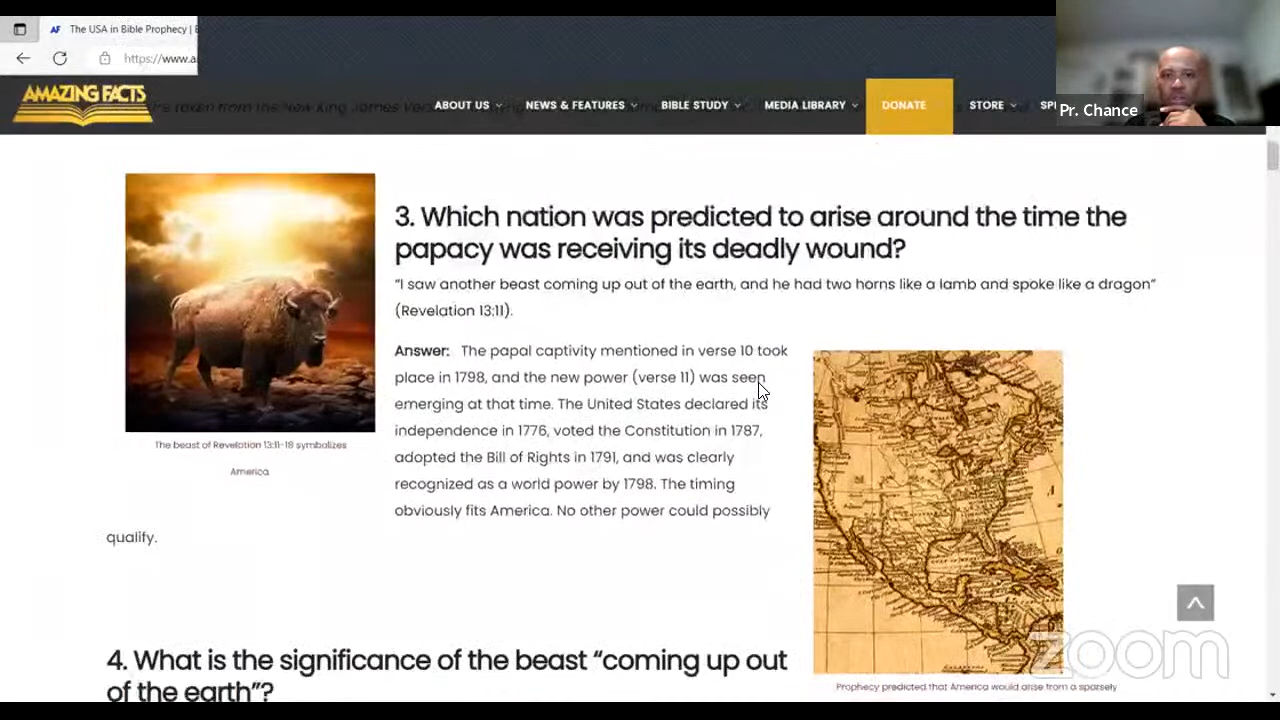 AF The USA in Bible Prophecy |
https://www.a
AMAZING FACTS
taken from the New King James
ABOUT US
NEWS & FEATURES
BIBLE STUDY
MEDIA LIBRARY
DONATE
STORE
Pr. Chance
3. Which nation was predicted to arise around the time the
papacy was receiving its deadly wound?
“I saw another beast coming up out of the earth, and he had two horns like a lamb and spoke like a dragon”
(Revelation 13:11).
Answer: The papal captivity mentioned in verse 10 took
place in 1798, and the new power (verse 11) was seen
emerging at that time. The United States declared its
independence in 1776, voted the Constitution in 1787,
adopted the Bill of Rights in 1791, and was clearly
recognized as a world power by 1798. The timing
obviously fits America. No other power could possibly
qualify.
The beast of Revelation 13:11-18 symbolizes
America
4. What is the significance of the beast “coming up out
of the earth”?
Prophecy predicted that America would arise from a sparsely
zoom